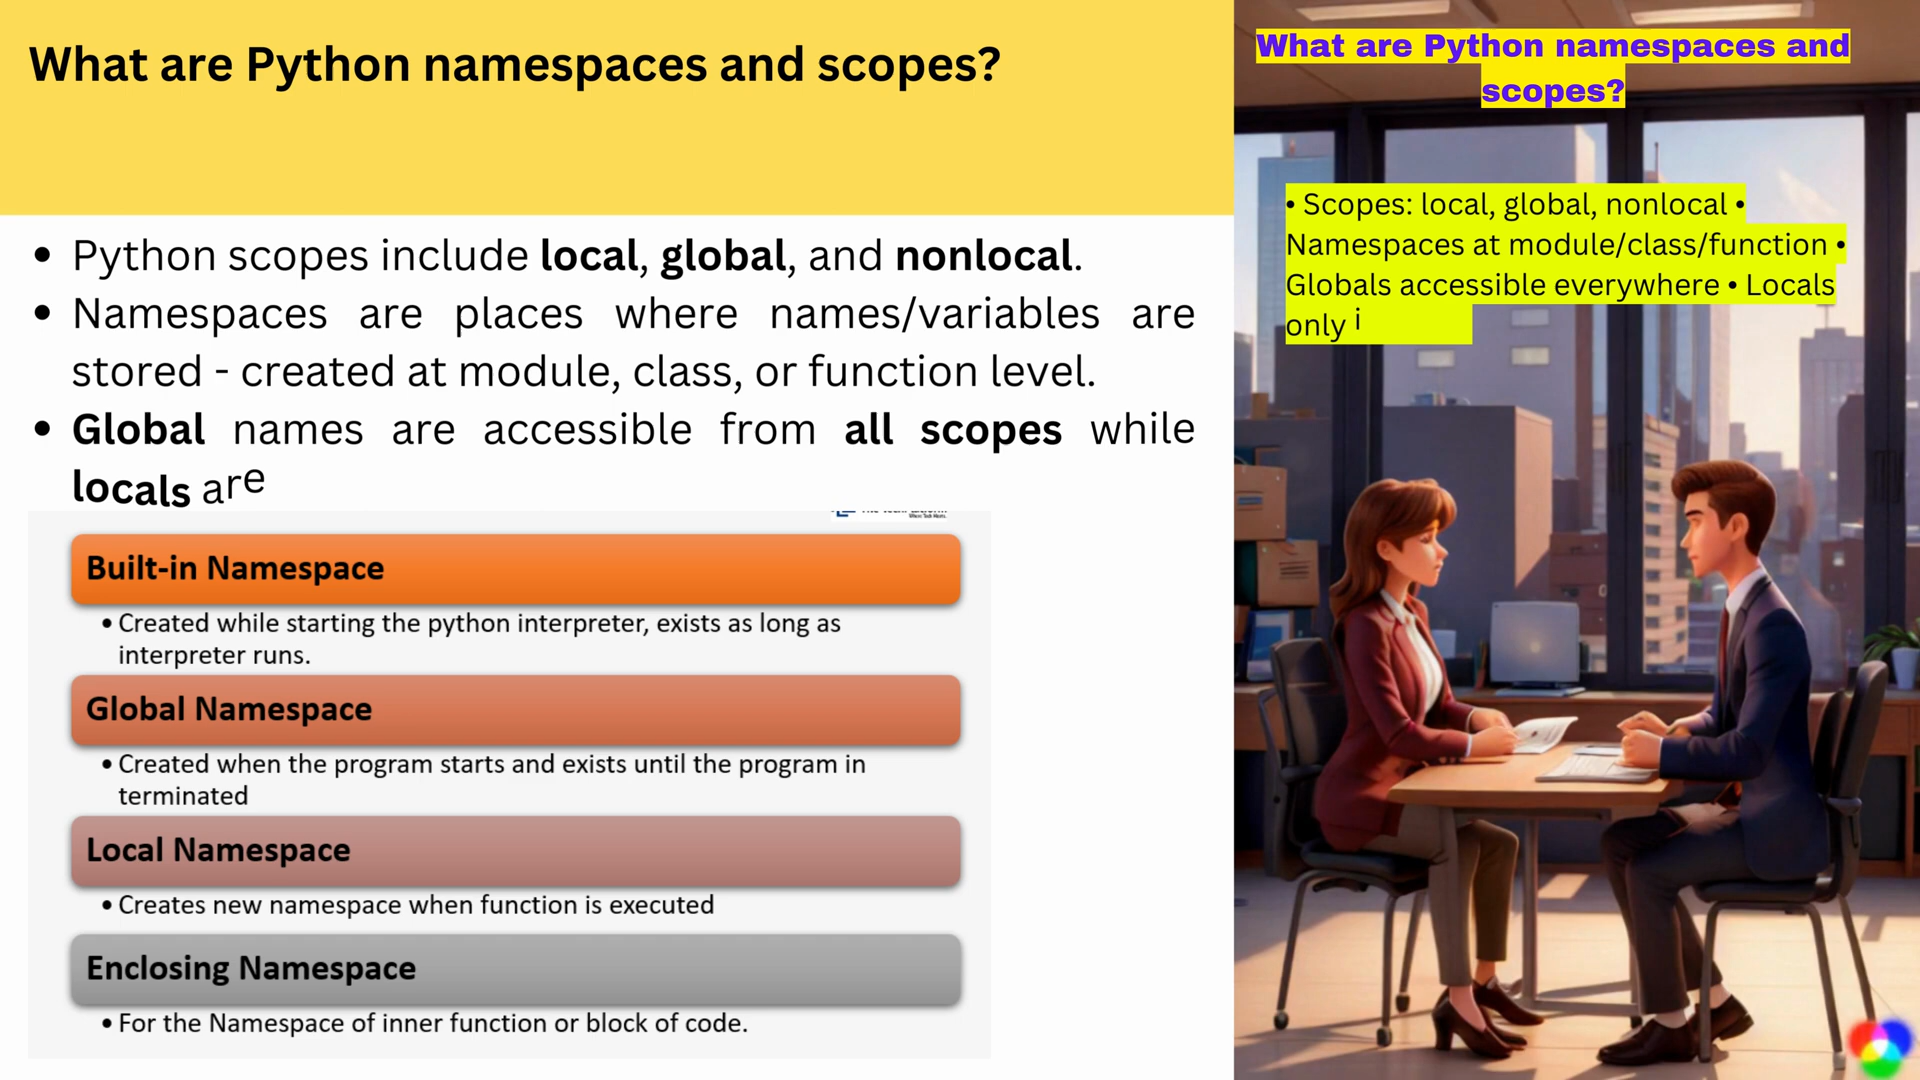 What are Python namespaces and scopes?
• Python scopes include local, global, and nonlocal.
• Namespaces are places where names/variables are
stored - created at module, class, or function level.
• Global names are accessible from all scopes while
locals are
Built-in Namespace
• Created while starting the python interpreter, exists as long as
interpreter runs.
Global Namespace
• Created when the program starts and exists until the program in
terminated
Local Namespace
• Creates new namespace when function is executed
Enclosing Namespace
• For the Namespace of inner function or block of code.
What are Python namespaces and
scopes?
• Scopes: local, global, nonlocal •
Namespaces at module/class/function •
Globals accessible everywhere • Locals
only i